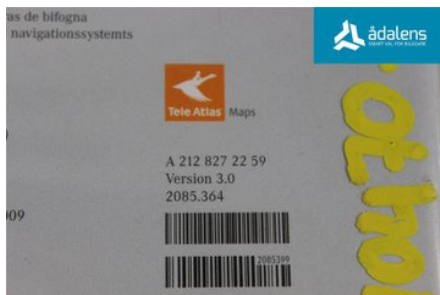 as de bifogna
navigationssystemts
ådalens
SMART VAL FÖR BILÄGARE
Tele Atlas Maps
A 212 827 22 59
Version 3.0
2085.364
009
2085399